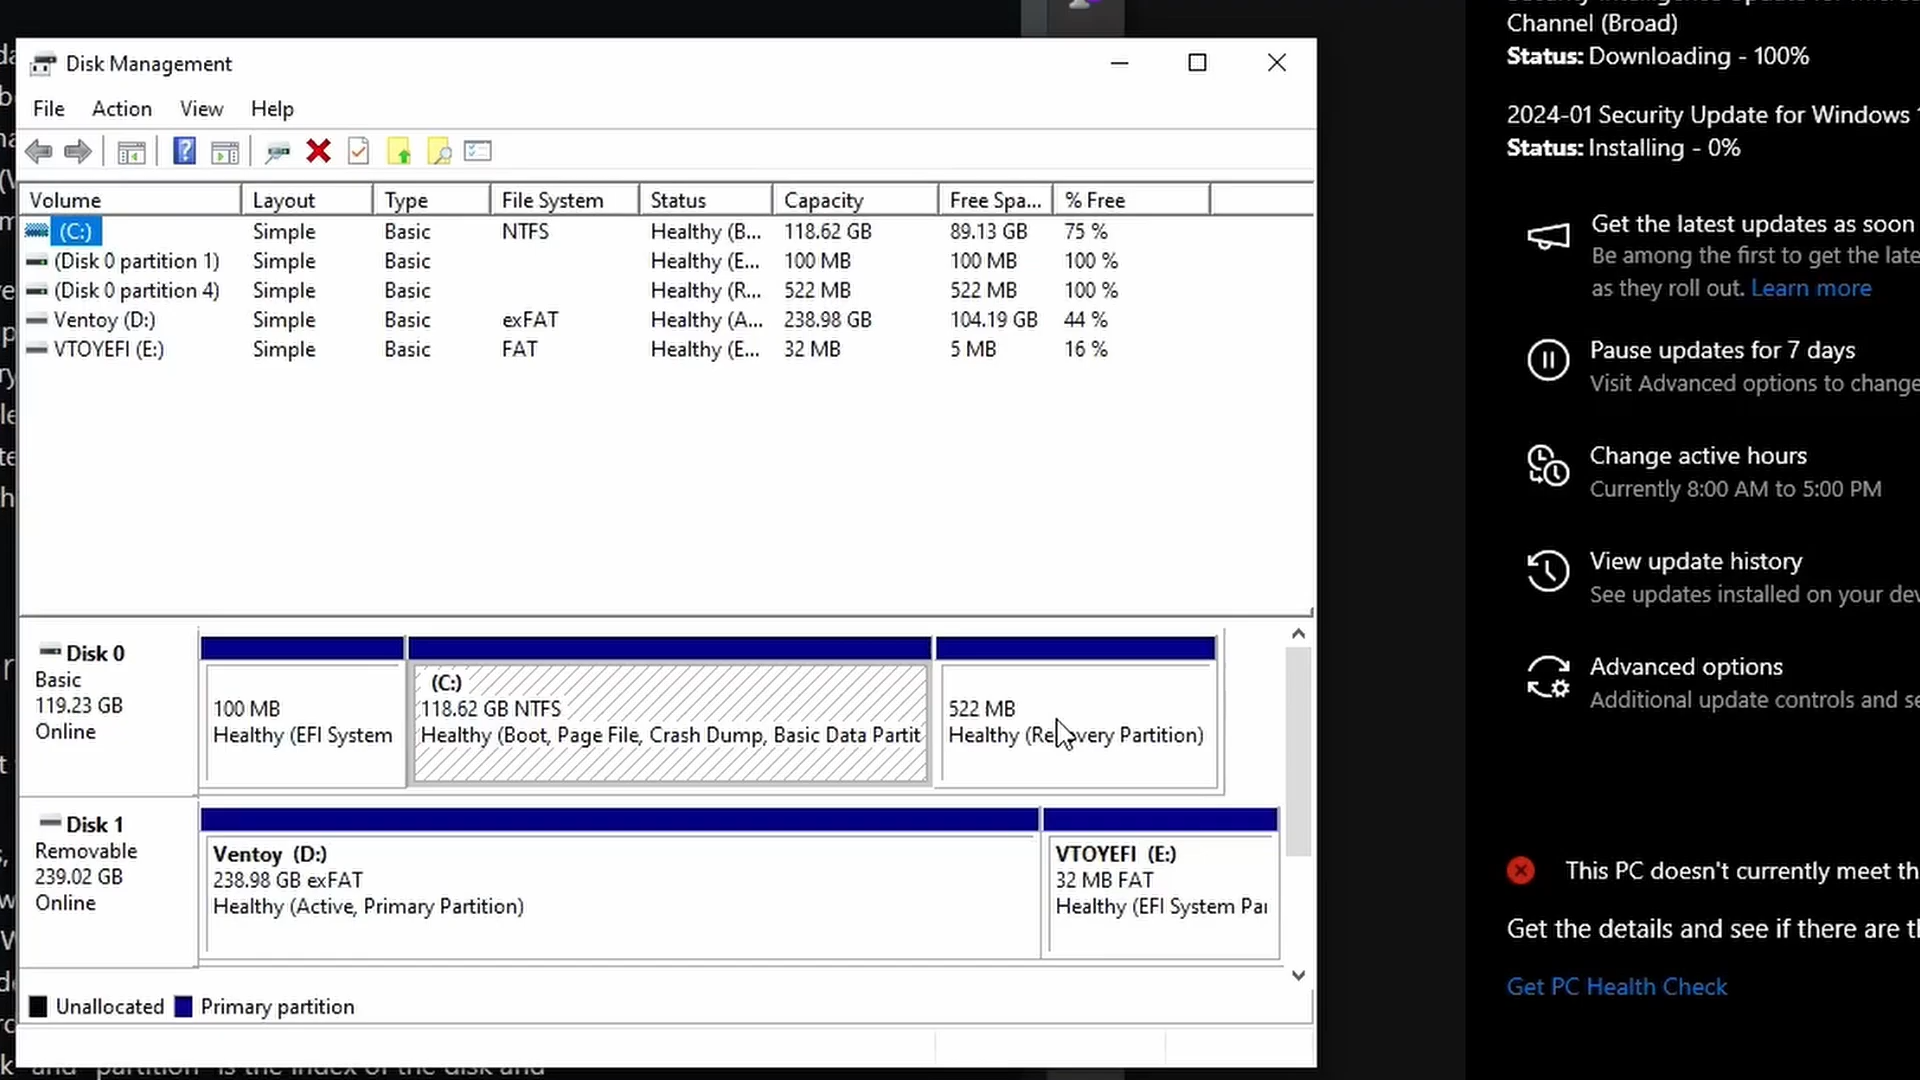 Disk Management
File Action View Help
Volume Layout Type File System Status Capacity Free Spa... % Free
(C:) Simple Basic NTFS Healthy (B... 118.62 GB 89.13 GB 75 %
(Disk 0 partition 1) Simple Basic Healthy (E... 100 MB 100 MB 100 %
(Disk 0 partition 4) Simple Basic Healthy (R... 522 MB 522 MB 100 %
Ventoy (D:) Simple Basic exFAT Healthy (A... 238.98 GB 104.19 GB 44 %
VTOYEFI (E:) Simple Basic FAT Healthy (E... 32 MB 5 MB 16 %
Disk 0
Basic
119.23 GB
Online
100 MB
Healthy (EFI System
(C:)
118.62 GB NTFS
Healthy (Boot, Page File, Crash Dump, Basic Data Partit
522 MB
Healthy (Recovery Partition)
Disk 1
Removable
239.02 GB
Online
Ventoy (D:)
238.98 GB exFAT
Healthy (Active, Primary Partition)
VTOYEFI (E:)
32 MB FAT
Healthy (EFI System Par
Unallocated Primary partition
Channel (Broad)
Status: Downloading - 100%
2024-01 Security Update for Windows
Status: Installing - 0%
Get the latest updates as soon
Be among the first to get the late
as they roll out. Learn more
Pause updates for 7 days
Visit Advanced options to change
Change active hours
Currently 8:00 AM to 5:00 PM
View update history
See updates installed on your dev
Advanced options
Additional update controls and se
This PC doesn't currently meet th
Get the details and see if there are th
Get PC Health Check